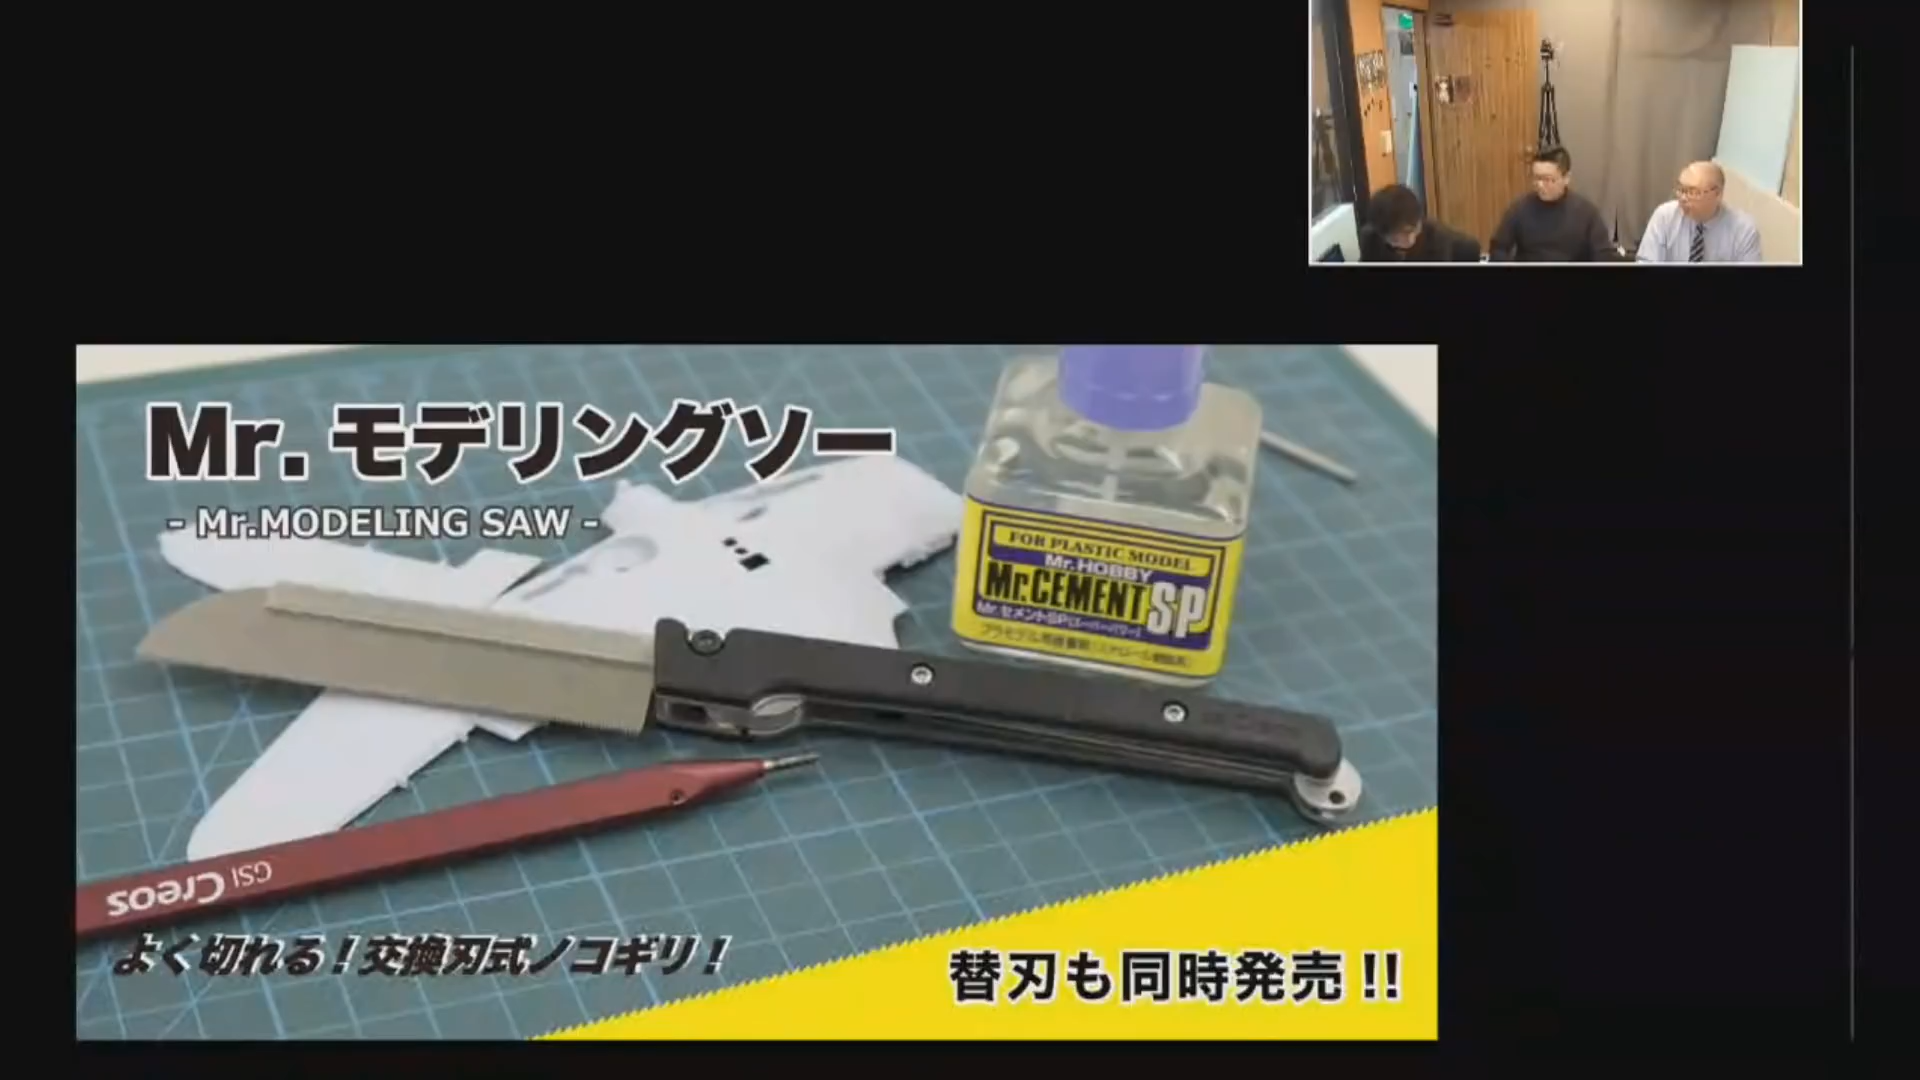 Mr. モデリングソー
- Mr.MODELING SAW -
FOR PLASTIC MODEL
Mr.HOBBY
Mr.CEMENT SP
Mr.セメントSP
GSI Creos
よく切れる！交換刃式ノコギリ！
替刃も同時発売!!